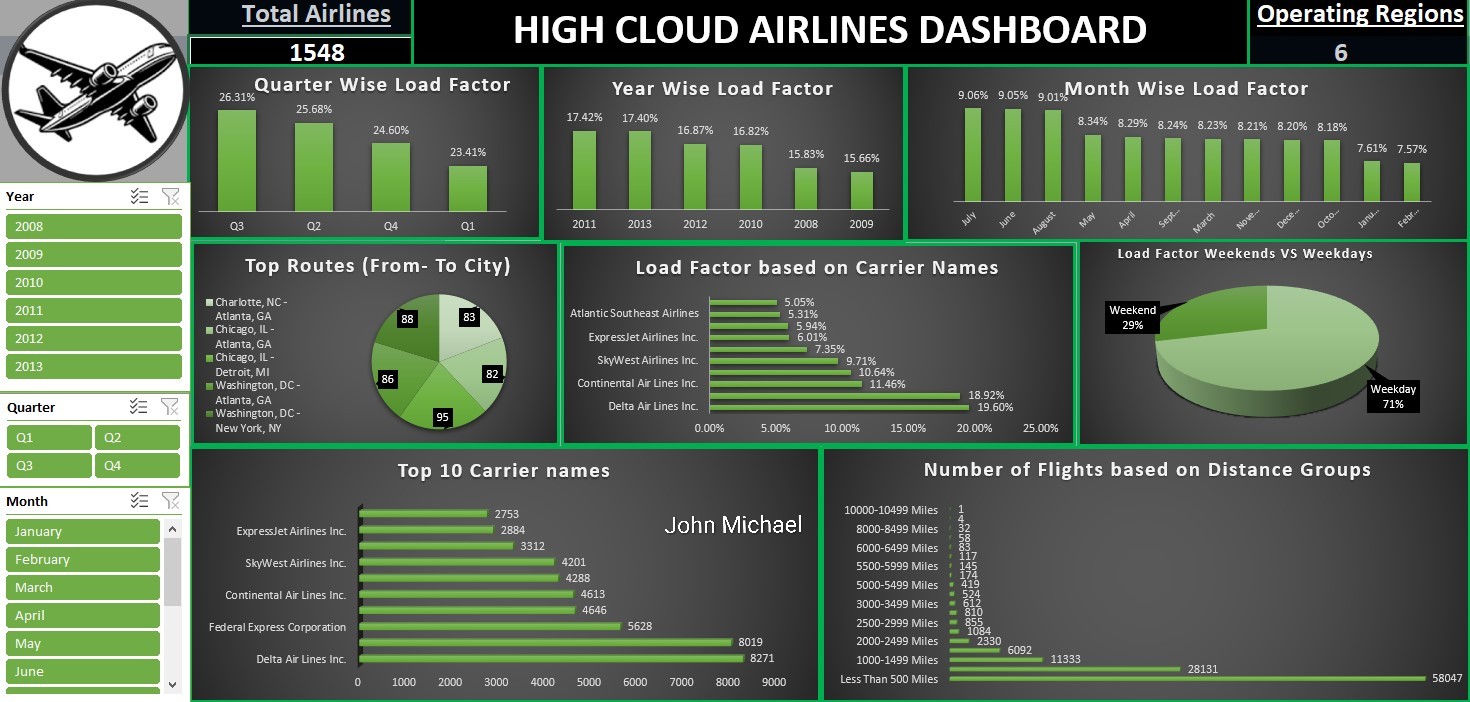 Total Airlines
1548
HIGH CLOUD AIRLINES DASHBOARD
Operating Regions
6
Year
2008
2009
2010
2011
2012
2013
Quarter
Q1 Q2
Q3 Q4
Month
January
February
March
April
May
June
Quarter Wise Load Factor
26.31% 25.68% 24.60% 23.41%
Q3 Q2 Q4 Q1
Year Wise Load Factor
17.42% 17.40% 16.87% 16.82% 15.83% 15.66%
2011 2013 2012 2010 2008 2009
Month Wise Load Factor
9.06% 9.05% 9.01% 8.34% 8.29% 8.24% 8.23% 8.21% 8.20% 8.18% 7.61% 7.57%
July June August May April Sept... March Nove... Dece... Octo... Janu... Febr...
Top Routes (From- To City)
Charlotte, NC -
Atlanta, GA
Chicago, IL -
Atlanta, GA
Chicago, IL -
Detroit, MI
Washington, DC -
Atlanta, GA
Washington, DC -
New York, NY
88 83
86 82
95
Load Factor based on Carrier Names
5.05%
Atlantic Southeast Airlines 5.31%
5.94%
ExpressJet Airlines Inc. 6.01%
7.35%
SkyWest Airlines Inc. 9.71%
10.64%
Continental Air Lines Inc. 11.46%
18.92%
Delta Air Lines Inc. 19.60%
0.00% 5.00% 10.00% 15.00% 20.00% 25.00%
Load Factor Weekends VS Weekdays
Weekend
29%
Weekday
71%
Top 10 Carrier names
2753
ExpressJet Airlines Inc. 2884
3312
SkyWest Airlines Inc. 4201
4288
Continental Air Lines Inc. 4613
4646
Federal Express Corporation 5628
8019
Delta Air Lines Inc. 8271
0 1000 2000 3000 4000 5000 6000 7000 8000 9000
John Michael
Number of Flights based on Distance Groups
10000-10499 Miles 1
4
8000-8499 Miles 32
58
6000-6499 Miles 83
117
5500-5999 Miles 145
174
5000-5499 Miles 419
524
3000-3499 Miles 612
810
2500-2999 Miles 855
1084
2000-2499 Miles 2330
6092
1000-1499 Miles 11333
28131
Less Than 500 Miles 58047